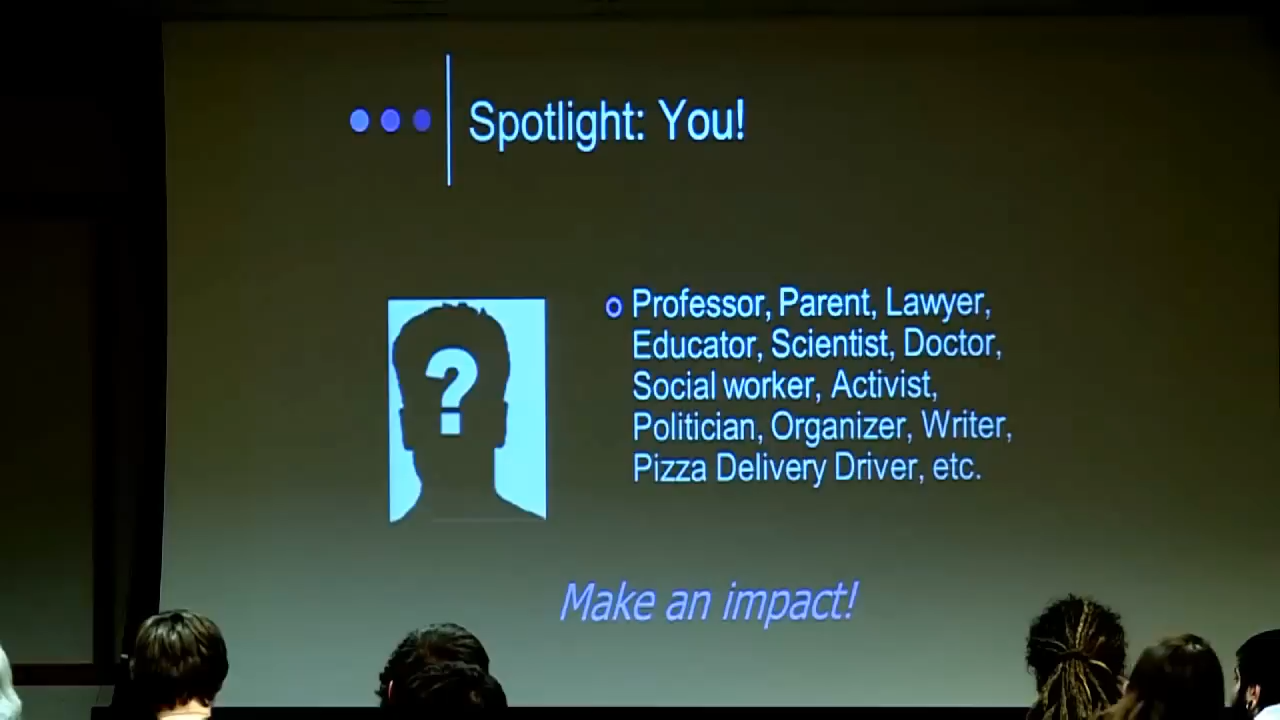 Spotlight: You!
?
Professor, Parent, Lawyer,
Educator, Scientist, Doctor,
Social worker, Activist,
Politician, Organizer, Writer,
Pizza Delivery Driver, etc.
Make an impact!